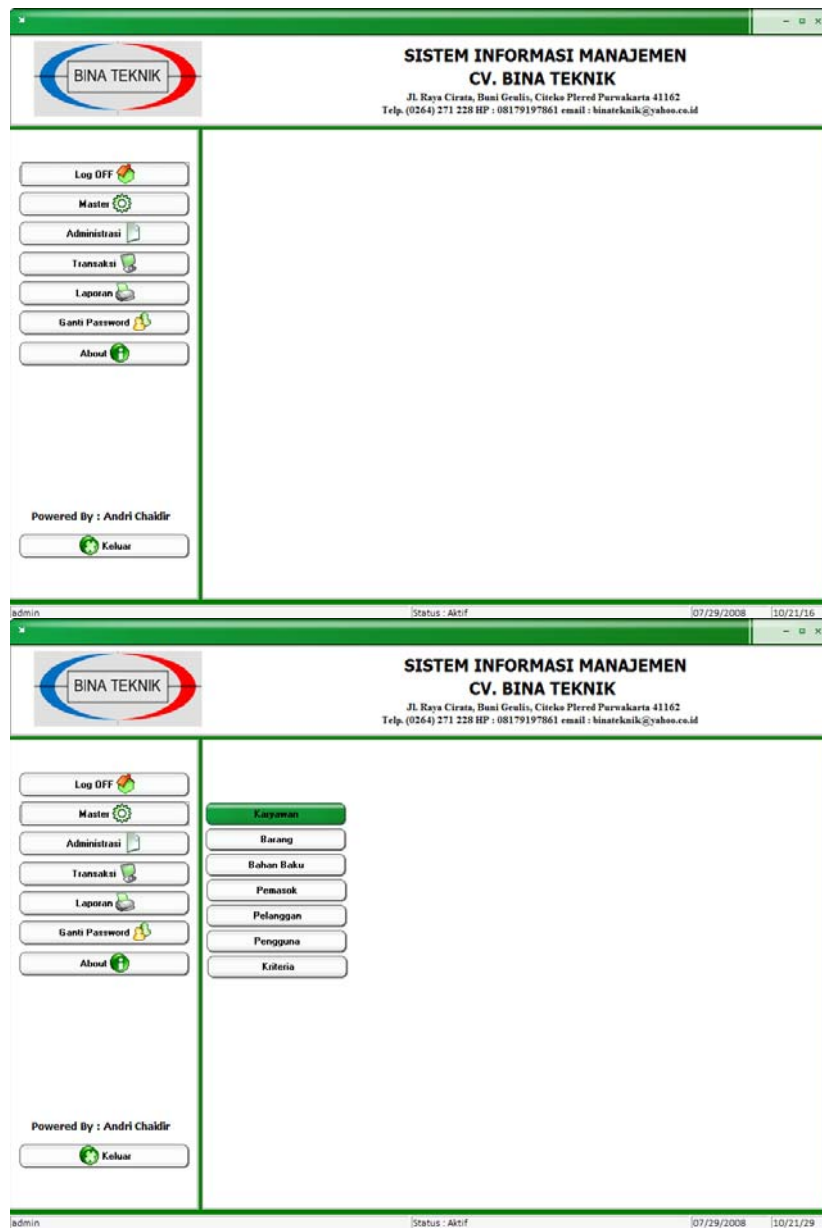 BINA TEKNIK
SISTEM INFORMASI MANAJEMEN
CV. BINA TEKNIK
Jl. Raya Cirata, Buni Geulis, Citeko Plered Purwakarta 41162
Telp. (0264) 271 228 HP : 08179197861 email : binateknik@yahoo.co.id
Log OFF
Master
Administrasi
Transaksi
Laporan
Ganti Password
About
Powered By : Andri Chaidir
Keluar
admin Status : Aktif 07/29/2008 10/21/16
BINA TEKNIK
SISTEM INFORMASI MANAJEMEN
CV. BINA TEKNIK
Jl. Raya Cirata, Buni Geulis, Citeko Plered Purwakarta 41162
Telp. (0264) 271 228 HP : 08179197861 email : binateknik@yahoo.co.id
Log OFF
Master
Administrasi
Transaksi
Laporan
Ganti Password
About
Karyawan
Barang
Bahan Baku
Pemasok
Pelanggan
Pengguna
Kriteria
Powered By : Andri Chaidir
Keluar
admin Status : Aktif 07/29/2008 10/21/29